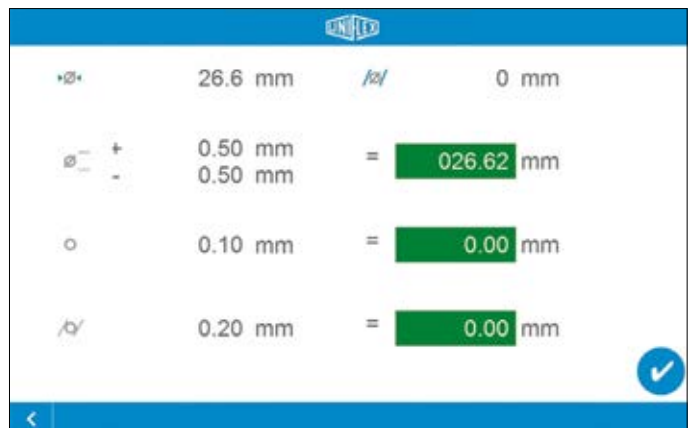 UNIFLEX
26.6 mm 0 mm
+ 0.50 mm = 026.62 mm
- 0.50 mm
0.10 mm = 0.00 mm
0.20 mm = 0.00 mm